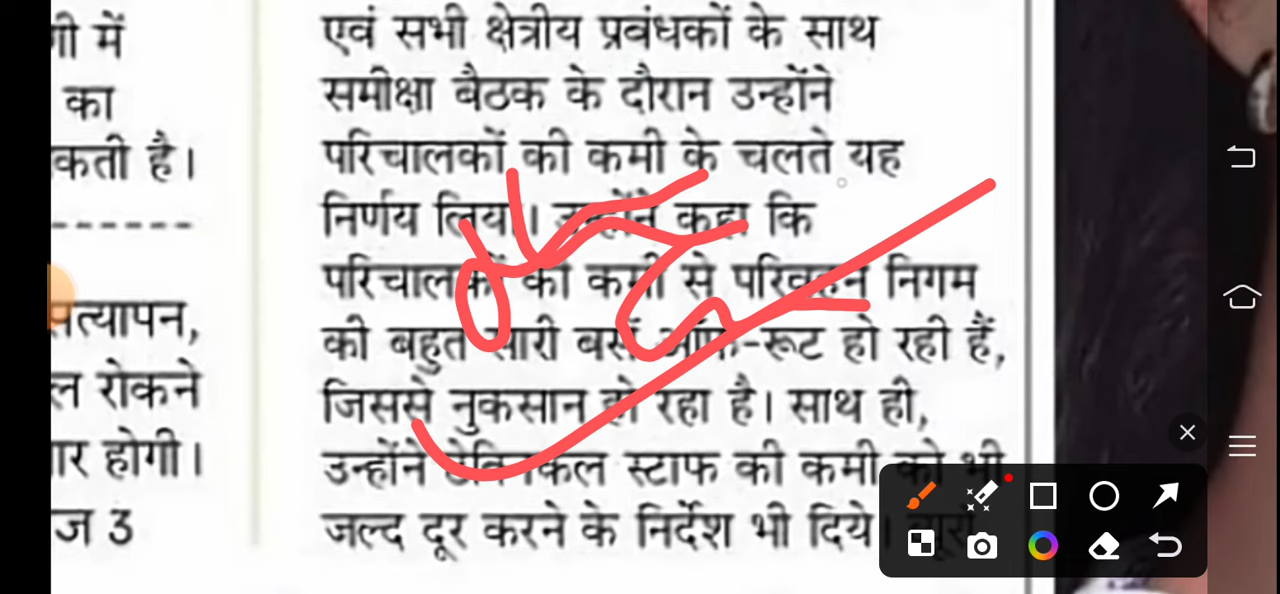 गी में
का
कती है।
त्यापन,
ल रोकने
ार होगी।
ज 3
एवं सभी क्षेत्रीय प्रबंधकों के साथ
समीक्षा बैठक के दौरान उन्होंने
परिचालकों की कमी के चलते यह
निर्णय लिया। उन्होंने कहा कि
परिचालकों की कमी से परिवहन निगम
की बहुत सारी बसें ऑफ-रूट हो रही हैं,
जिससे नुकसान हो रहा है। साथ ही,
उन्होंने टेक्निकल स्टाफ की कमी को भी
जल्द दूर करने के निर्देश भी दिये। ब्यूरो